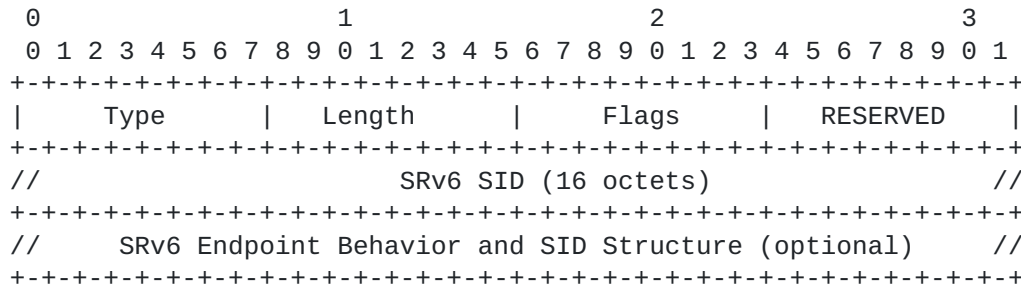 0                   1                   2                   3
 0 1 2 3 4 5 6 7 8 9 0 1 2 3 4 5 6 7 8 9 0 1 2 3 4 5 6 7 8 9 0 1
+-+-+-+-+-+-+-+-+-+-+-+-+-+-+-+-+-+-+-+-+-+-+-+-+-+-+-+-+-+-+-+-+
|     Type      |   Length      |     Flags     |   RESERVED    |
+-+-+-+-+-+-+-+-+-+-+-+-+-+-+-+-+-+-+-+-+-+-+-+-+-+-+-+-+-+-+-+-+
//                       SRv6 SID (16 octets)                  //
+-+-+-+-+-+-+-+-+-+-+-+-+-+-+-+-+-+-+-+-+-+-+-+-+-+-+-+-+-+-+-+-+
//     SRv6 Endpoint Behavior and SID Structure (optional)     //
+-+-+-+-+-+-+-+-+-+-+-+-+-+-+-+-+-+-+-+-+-+-+-+-+-+-+-+-+-+-+-+-+